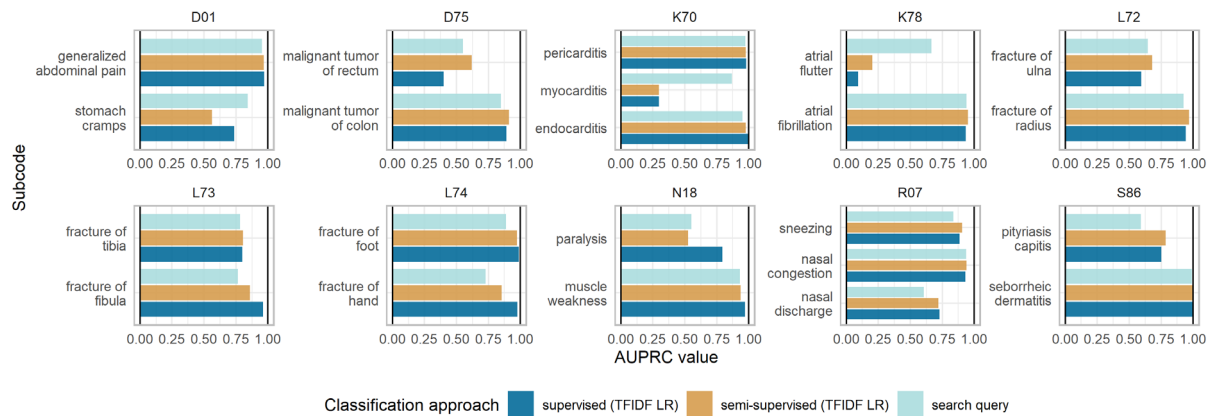 D01
D75
K70
K78
L72
generalized
abdominal pain
stomach
cramps
0.00 0.25 0.50 0.75 1.00
malignant tumor
of rectum
malignant tumor
of colon
0.00 0.25 0.50 0.75 1.00
pericarditis
myocarditis
endocarditis
0.00 0.25 0.50 0.75 1.00
atrial
flutter
atrial
fibrillation
0.00 0.25 0.50 0.75 1.00
fracture of
ulna
fracture of
radius
0.00 0.25 0.50 0.75 1.00
Subcode
L73
L74
N18
R07
S86
fracture of
tibia
fracture of
fibula
0.00 0.25 0.50 0.75 1.00
fracture of
foot
fracture of
hand
0.00 0.25 0.50 0.75 1.00
paralysis
muscle
weakness
0.00 0.25 0.50 0.75 1.00
sneezing
nasal
congestion
nasal
discharge
0.00 0.25 0.50 0.75 1.00
pityriasis
capitis
seborrheic
dermatitis
0.00 0.25 0.50 0.75 1.00
AUPRC value
Classification approach supervised (TFIDF LR) semi-supervised (TFIDF LR) search query